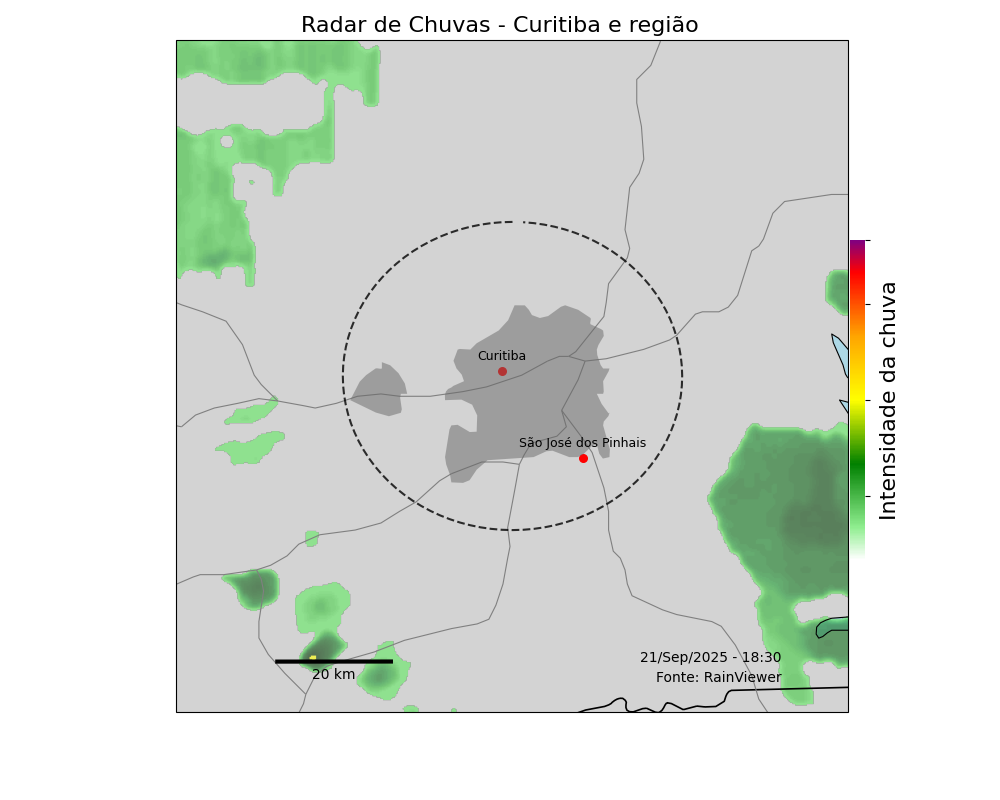 Radar de Chuvas - Curitiba e região
Curitiba
São José dos Pinhais
Intensidade da chuva
21/Sep/2025 - 18:30
Fonte: RainViewer
20 km